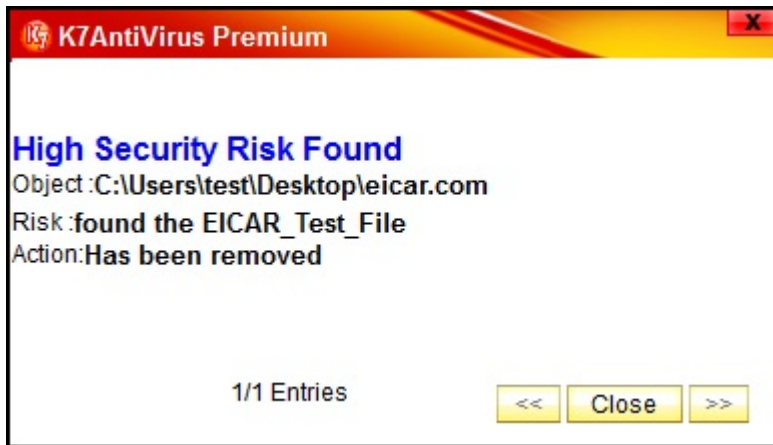 K7 K7AntiVirus Premium X
High Security Risk Found
Object :C:\Users\test\Desktop\eicar.com
Risk :found the EICAR_Test_File
Action:Has been removed
1/1 Entries << Close >>